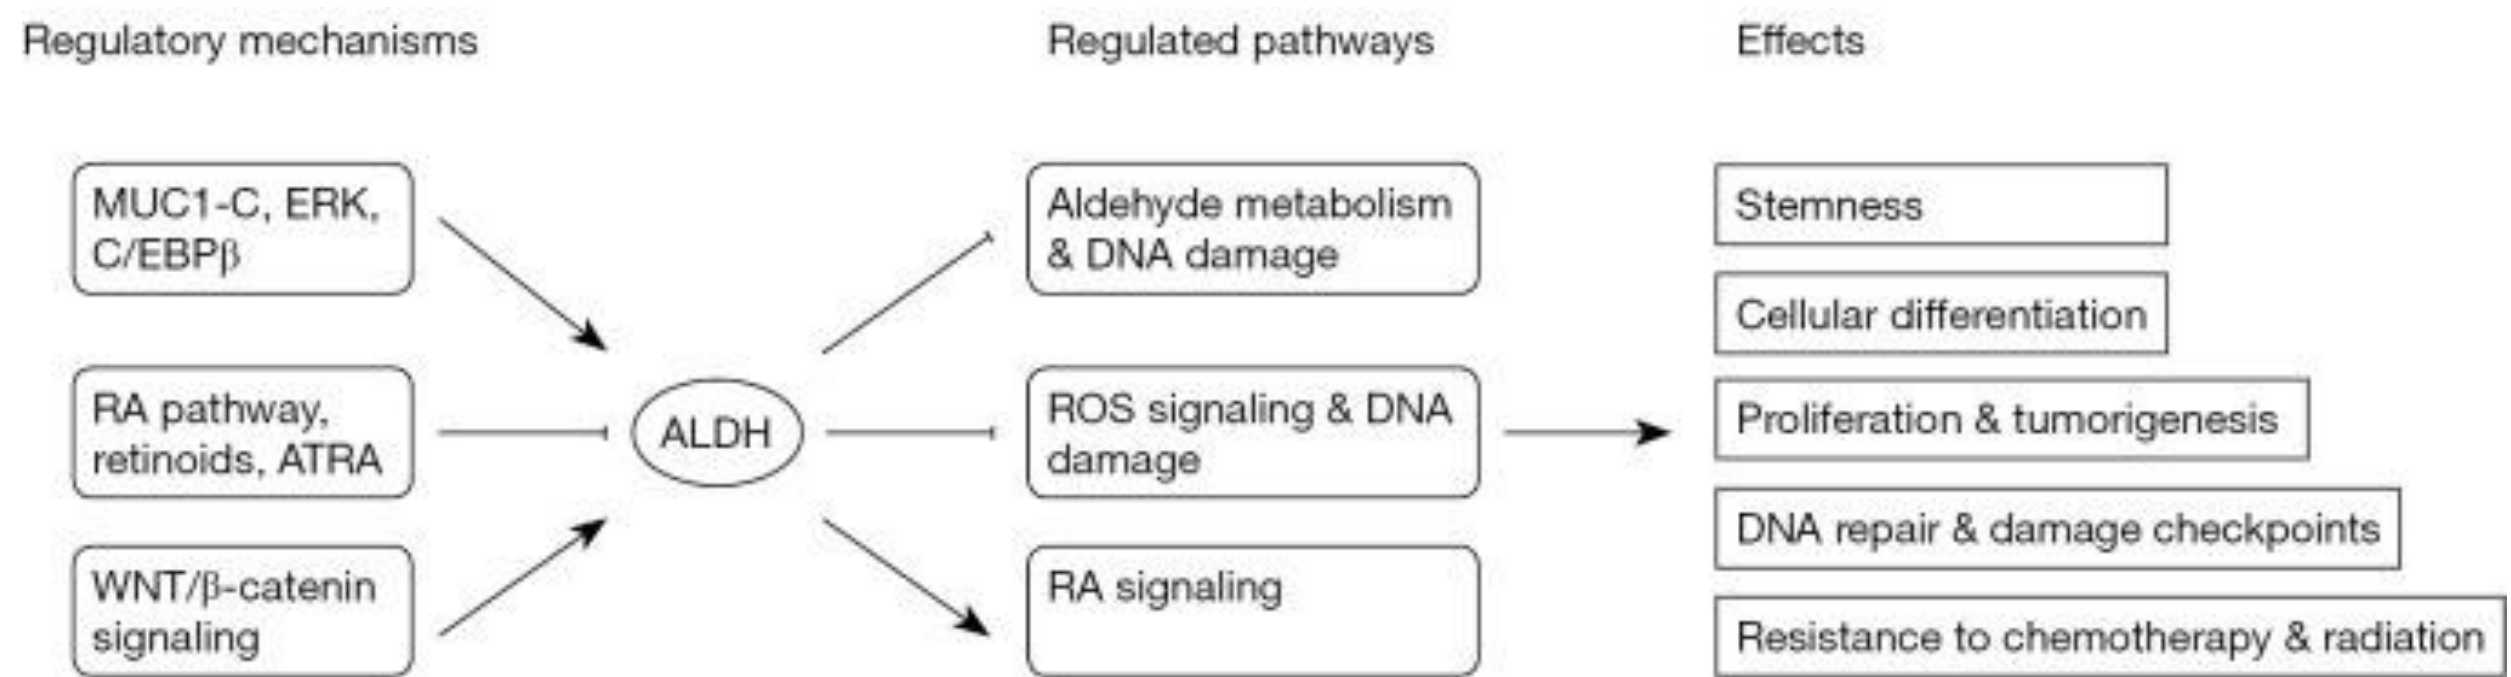 Regulatory mechanisms
Regulated pathways
Effects
MUC1-C, ERK,
C/EBPβ
RA pathway,
retinoids, ATRA
WNT/β-catenin
signaling
ALDH
Aldehyde metabolism
& DNA damage
ROS signaling & DNA
damage
RA signaling
Stemness
Cellular differentiation
Proliferation & tumorigenesis
DNA repair & damage checkpoints
Resistance to chemotherapy & radiation